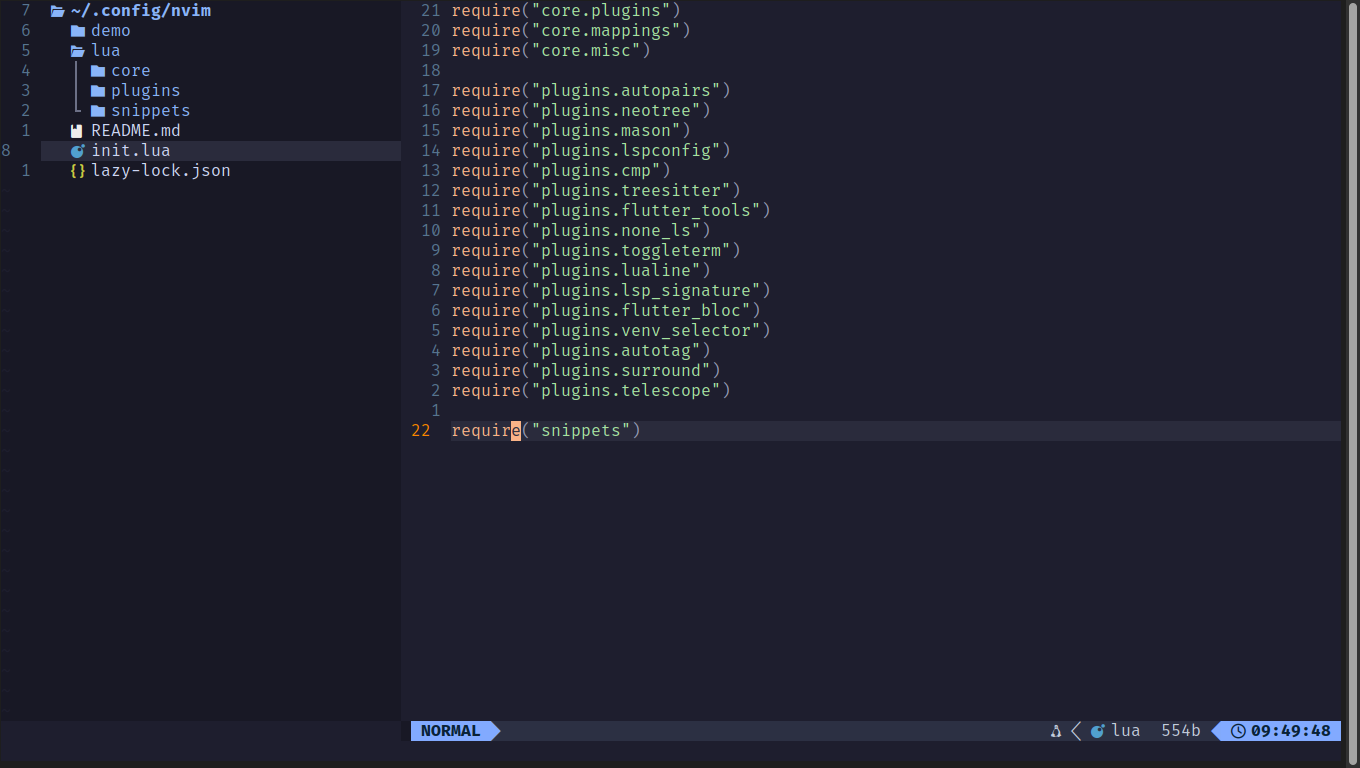 7 ~/.config/nvim
6 demo
5 lua
4 core
3 plugins
2 snippets
1 README.md
8 init.lua
1 {} lazy-lock.json
21 require("core.plugins")
20 require("core.mappings")
19 require("core.misc")
18
17 require("plugins.autopairs")
16 require("plugins.neotree")
15 require("plugins.mason")
14 require("plugins.lspconfig")
13 require("plugins.cmp")
12 require("plugins.treesitter")
11 require("plugins.flutter_tools")
10 require("plugins.none_ls")
9 require("plugins.toggleterm")
8 require("plugins.lualine")
7 require("plugins.lsp_signature")
6 require("plugins.flutter_bloc")
5 require("plugins.venv_selector")
4 require("plugins.autotag")
3 require("plugins.surround")
2 require("plugins.telescope")
1
22 require("snippets")
NORMAL lua 554b 09:49:48